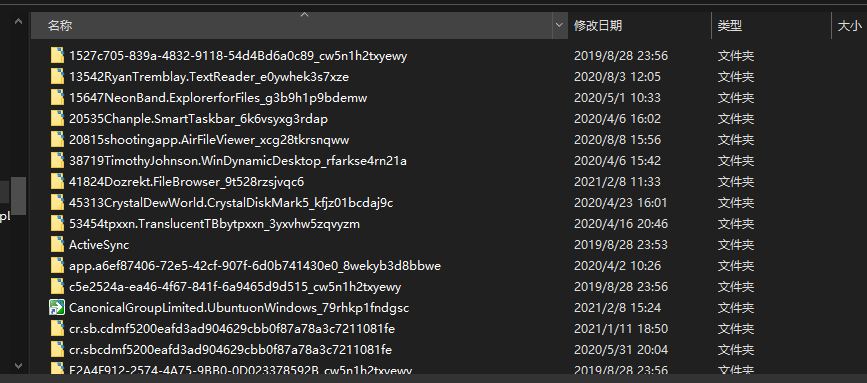 名称 修改日期 类型 大小
1527c705-839a-4832-9118-54d4Bd6a0c89_cw5n1h2txyewy 2019/8/28 23:56 文件夹
13542RyanTremblay.TextReader_e0ywhek3s7xze 2020/8/3 12:05 文件夹
15647NeonBand.ExplorerforFiles_g3b9h1p9bdemw 2020/5/1 10:33 文件夹
20535Chanple.SmartTaskbar_6k6vsyxg3rdap 2020/4/6 16:02 文件夹
20815shootingapp.AirFileViewer_xcg28tkrsnqww 2020/8/8 15:56 文件夹
38719TimothyJohnson.WinDynamicDesktop_rfarkse4rn21a 2020/4/6 15:42 文件夹
41824Dozrekt.FileBrowser_9t528rzsjvqc6 2021/2/8 11:33 文件夹
45313CrystalDewWorld.CrystalDiskMark5_kfjz01bcdaj9c 2020/4/23 16:01 文件夹
53454tpxxn.TranslucentTBbytpxxn_3yxvhw5zqvyzm 2020/4/16 20:46 文件夹
ActiveSync 2019/8/28 23:53 文件夹
app.a6ef87406-72e5-42cf-907f-6d0b741430e0_8wekyb3d8bbwe 2020/4/2 10:26 文件夹
c5e2524a-ea46-4f67-841f-6a9465d9d515_cw5n1h2txyewy 2019/8/28 23:56 文件夹
CanonicalGroupLimited.UbuntuonWindows_79rhkp1fndgsc 2021/2/8 15:24 文件夹
cr.sb.cdmf5200eafd3ad904629cbb0f87a78a3c7211081fe 2021/1/11 18:50 文件夹
cr.sbcdmf5200eafd3ad904629cbb0f87a78a3c7211081fe 2020/5/31 20:04 文件夹
E2A4F912-2574-4A75-9BB0-0D023378592B_cw5n1h2txyewy 2019/8/28 23:56 文件夹